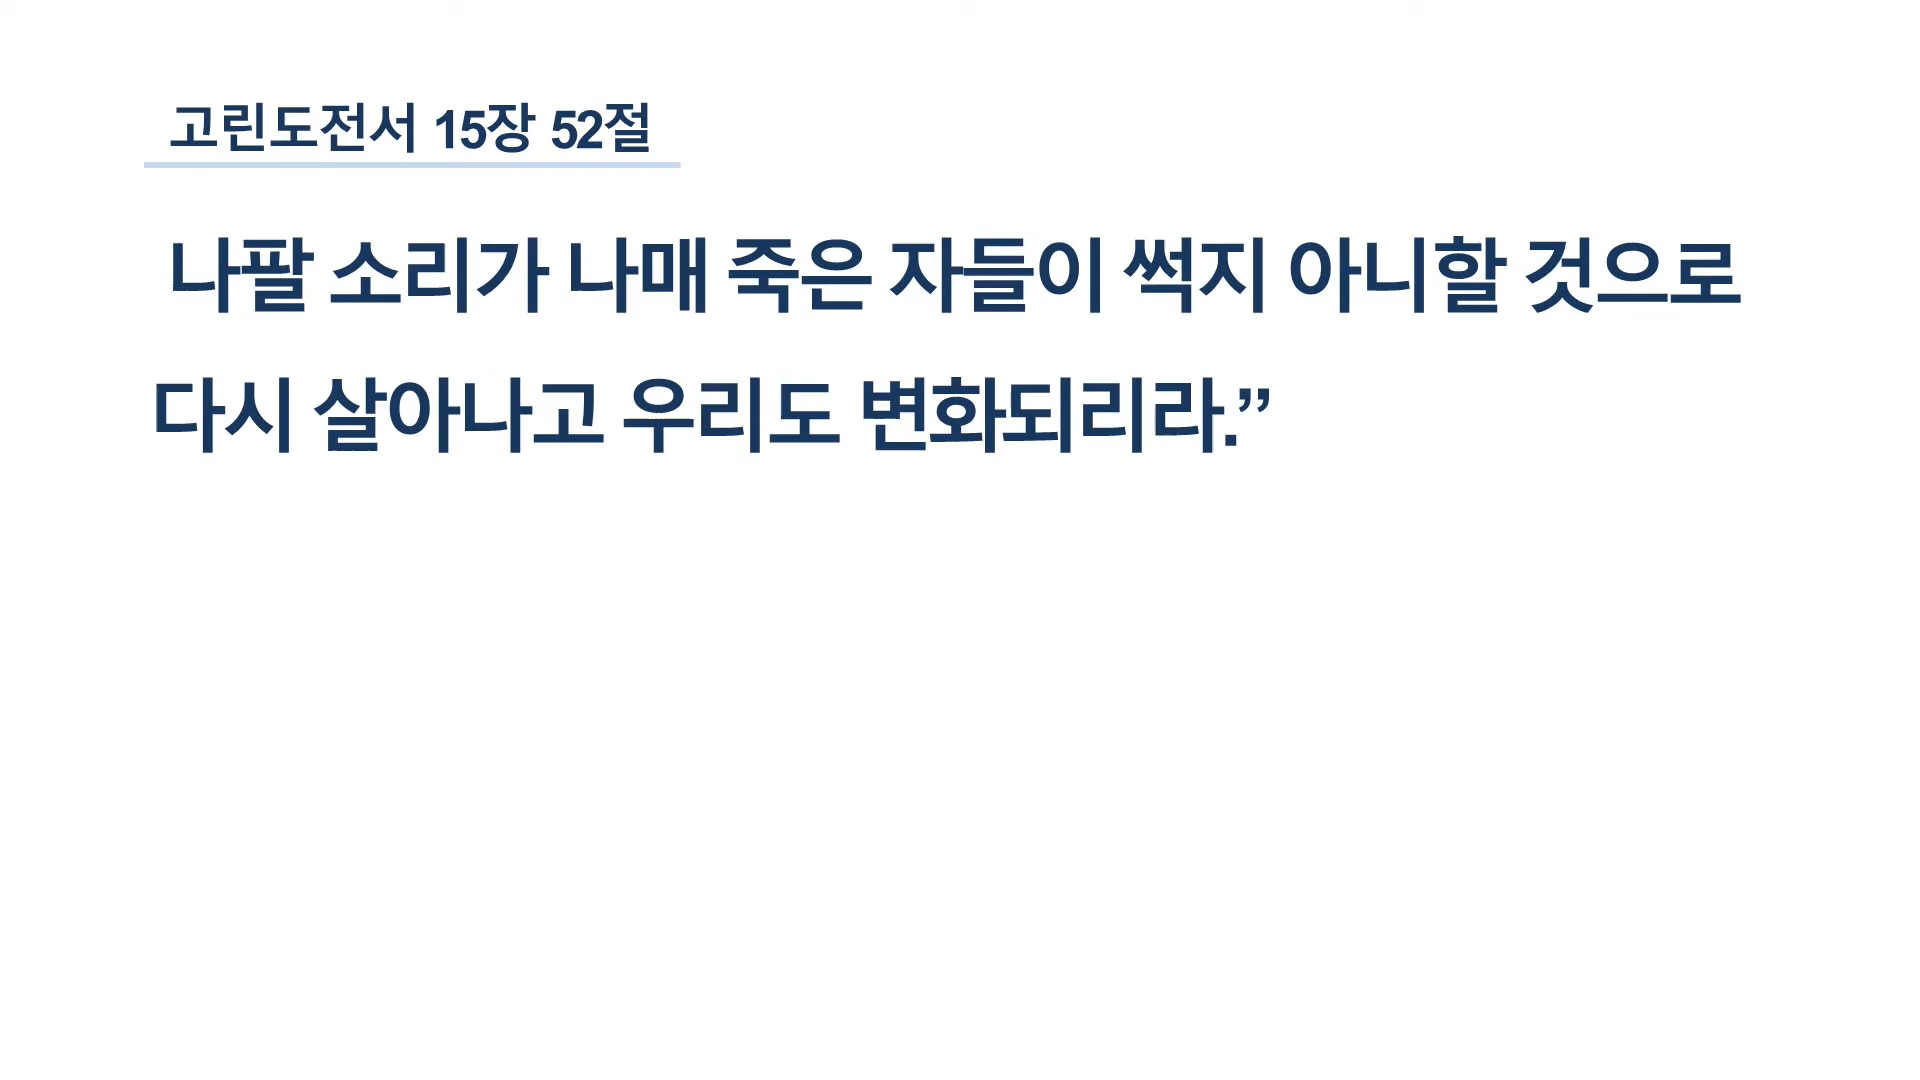 고린도전서 15장 52절
나팔 소리가 나매 죽은 자들이 썩지 아니할 것으로
다시 살아나고 우리도 변화되리라.”